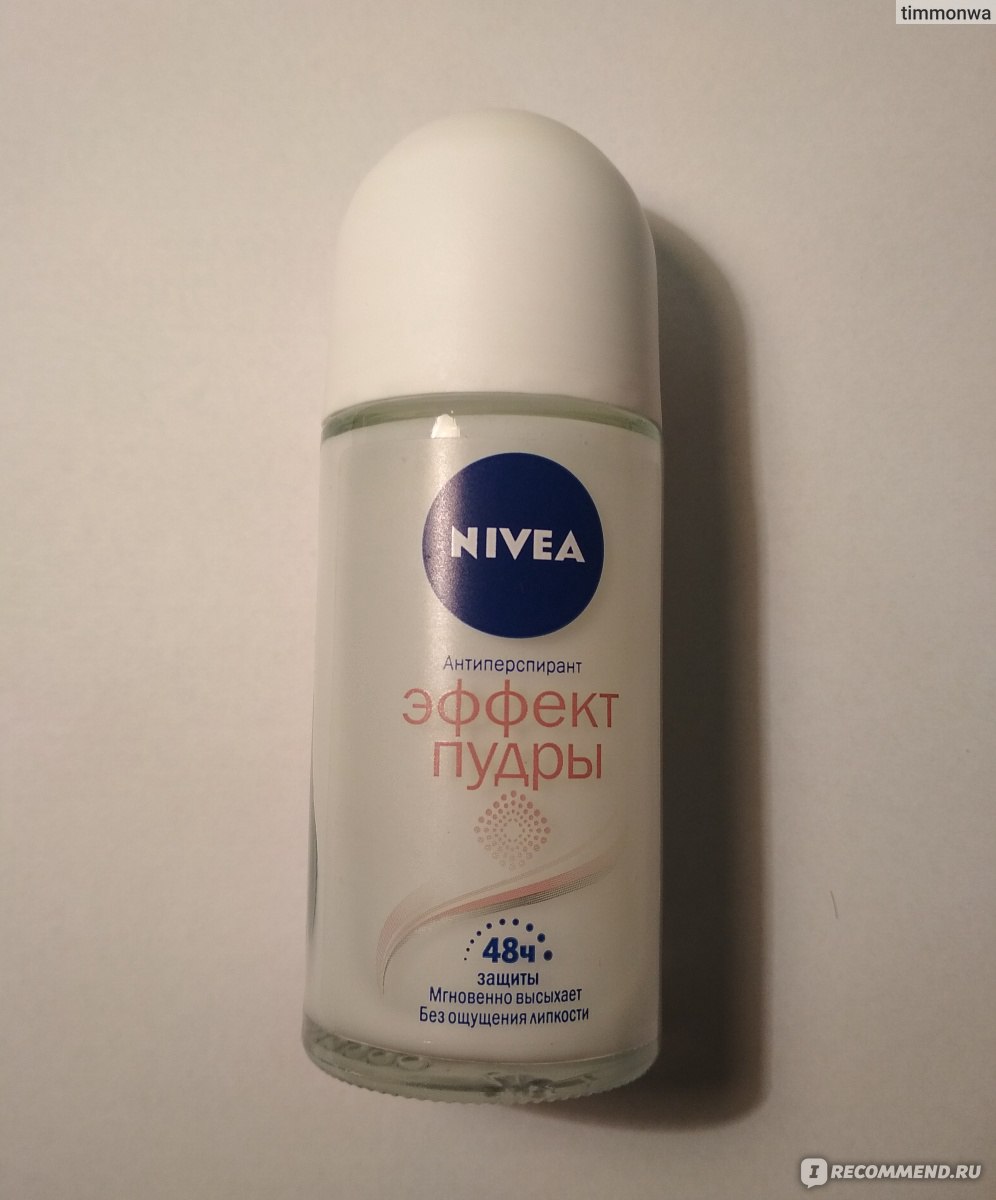 timmonwa
NIVEA
Антиперспирант
эффект
пудры
48ч
защиты
Мгновенно высыхает
Без ощущения липкости
I RECOMMEND.RU